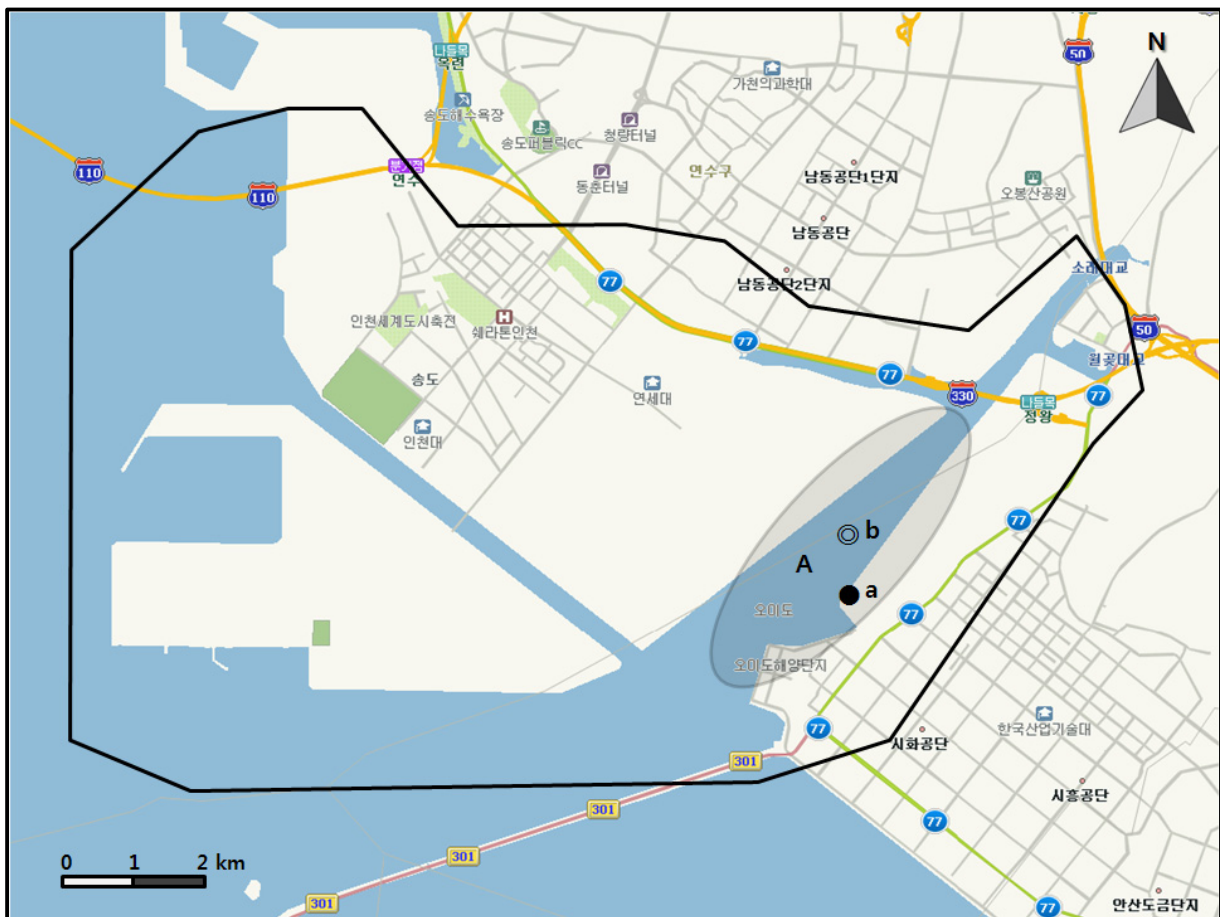 나들목
옥련
50
N
가천의과학대
송도해수욕장
송도퍼블릭CC
청량터널
110
분기점
연수
동춘터널
연수구
남동공단1단지
오봉산공원
110
남동공단
소래대교
77
남동공단2단지
인천세계도시축전
쉐라톤인천
50
77
월곶대교
송도
연세대
77
330
나들목
정왕
77
인천대
77
b
A
a
오이도
77
오이도해양단지
77
시화공단
한국산업기술대
301
시흥공단
301
77
0 1 2 km
301
301
77
안산도금단지